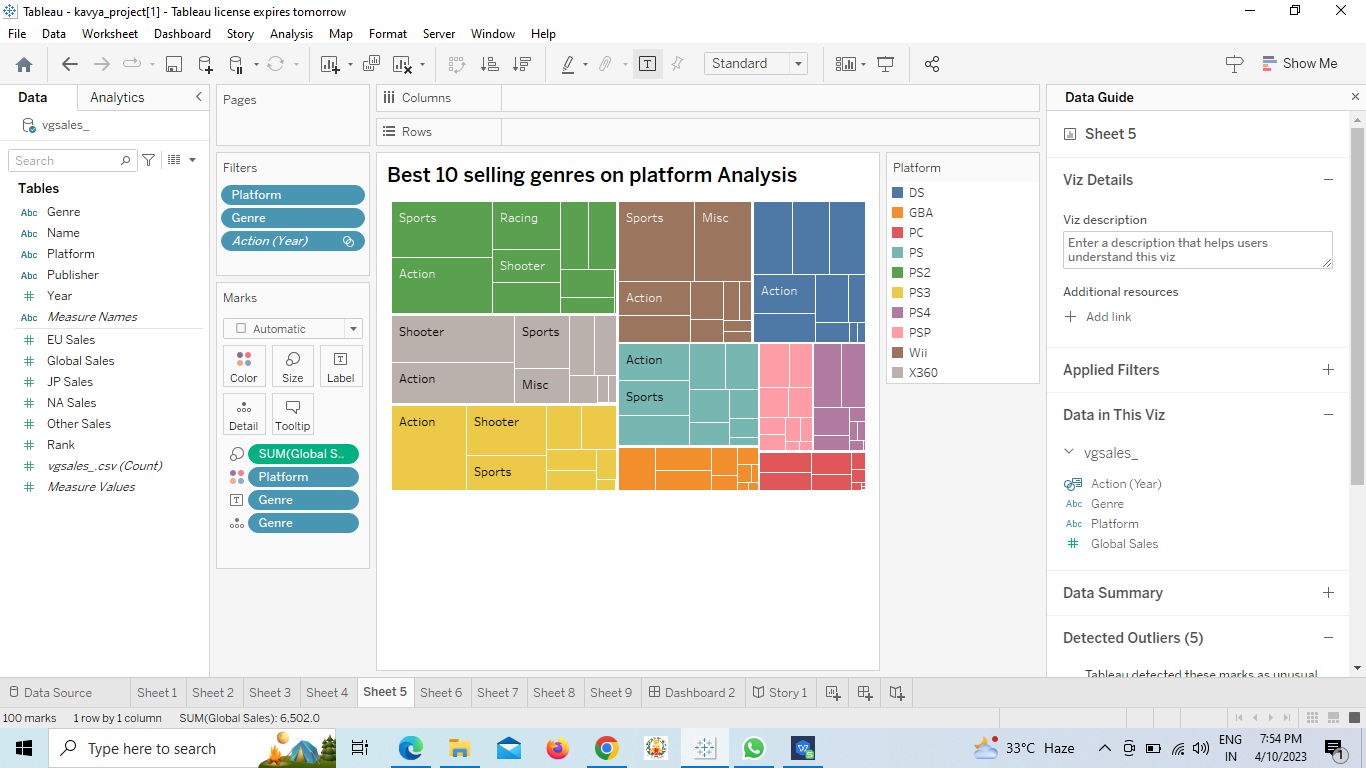 Tableau - kavya_project[1] - Tableau license expires tomorrow
File Data Worksheet Dashboard Story Analysis Map Format Server Window Help
Standard
Show Me
Data Analytics
vgsales_
Search
Tables
Abc Genre
Abc Name
Abc Platform
Abc Publisher
# Year
Abc Measure Names
# EU Sales
# Global Sales
# JP Sales
# NA Sales
# Other Sales
# Rank
# vgsales_.csv (Count)
# Measure Values
Pages
Filters
Platform
Genre
Action (Year)
Marks
Automatic
Color Size Label
Detail Tooltip
SUM(Global S..
Platform
Genre
Genre
Columns
Rows
Best 10 selling genres on platform Analysis
Sports Racing
Action Shooter
Sports Misc
Action
Action
Shooter Sports
Action Misc
Action
Sports
Action Shooter
Sports
Platform
DS
GBA
PC
PS
PS2
PS3
PS4
PSP
Wii
X360
Data Guide
Sheet 5
Viz Details
Viz description
Enter a description that helps users
understand this viz
Additional resources
Add link
Applied Filters
Data in This Viz
vgsales_
Action (Year)
Abc Genre
Abc Platform
# Global Sales
Data Summary
Detected Outliers (5)
Tableau detected these marks as unusual
Data Source Sheet 1 Sheet 2 Sheet 3 Sheet 4 Sheet 5 Sheet 6 Sheet 7 Sheet 8 Sheet 9 Dashboard 2 Story 1
100 marks 1 row by 1 column SUM(Global Sales): 6,502.0
Type here to search
33°C Haze
ENG
IN
7:54 PM
4/10/2023
1